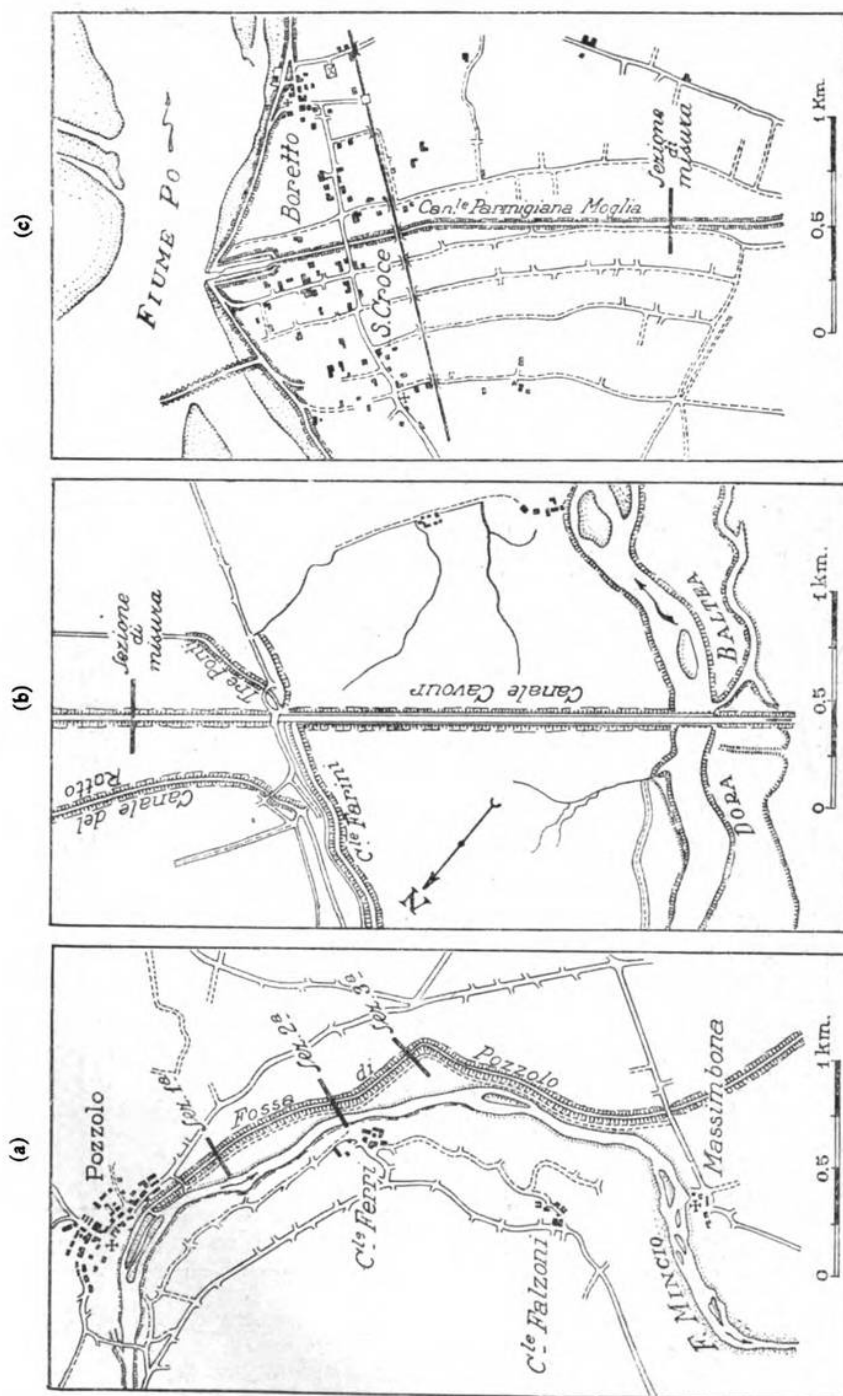 (a)
Pozzolo
Sez. 1ª
Sez. 2ª
Sez. 3ª
Fossa
di
Pozzolo
C.le Ferri
C.le Falzoni
Massimbona
F. MINCIO
0
0.5
1 Km.
(b)
Sezione
di
misura
Canale del
Rotto
Tre Ponti
C.le Farini
Canale Cavour
N
DORA
BALTEA
0
0.5
1 km.
(c)
FIUME PO
Boretto
S. Croce
Can.le Parmigiana Moglia
Sezione
di
misura
0
0.5
1 Km.